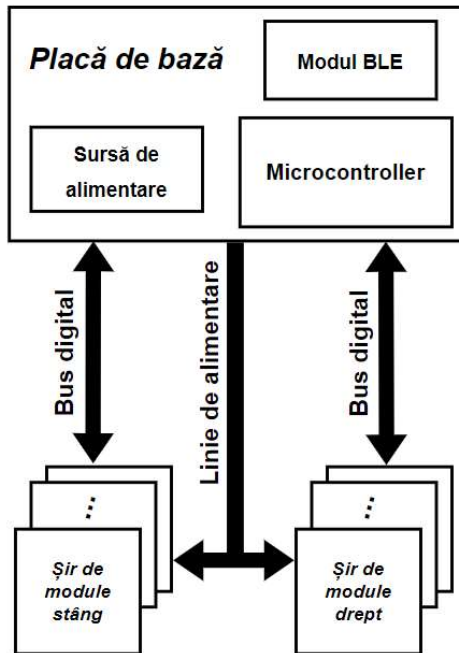 Placă de bază
Modul BLE
Sursă de
alimentare
Microcontroller
Bus digital
Linie de alimentare
Bus digital
⋮
⋮
Șir de
module
stâng
Șir de
module
drept